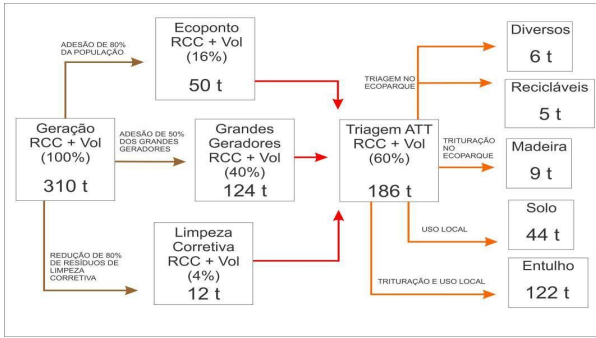 Geração
RCC + Vol
(100%)
310 t
ADESÃO DE 80%
DA POPULAÇÃO
Ecoponto
RCC + Vol
(16%)
50 t
ADESÃO DE 50%
DOS GRANDES
GERADORES
Grandes
Geradores
RCC + Vol
(40%)
124 t
REDUÇÃO DE 80%
DE RESÍDUOS DE
LIMPEZA
CORRETIVA
Limpeza
Corretiva
RCC + Vol
(4%)
12 t
Triagem ATT
RCC + Vol
(60%)
186 t
TRIAGEM NO
ECOPARQUE
Diversos
6 t
Recicláveis
5 t
TRITURAÇÃO
NO
ECOPARQUE
Madeira
9 t
USO LOCAL
Solo
44 t
TRITURAÇÃO E USO LOCAL
Entulho
122 t